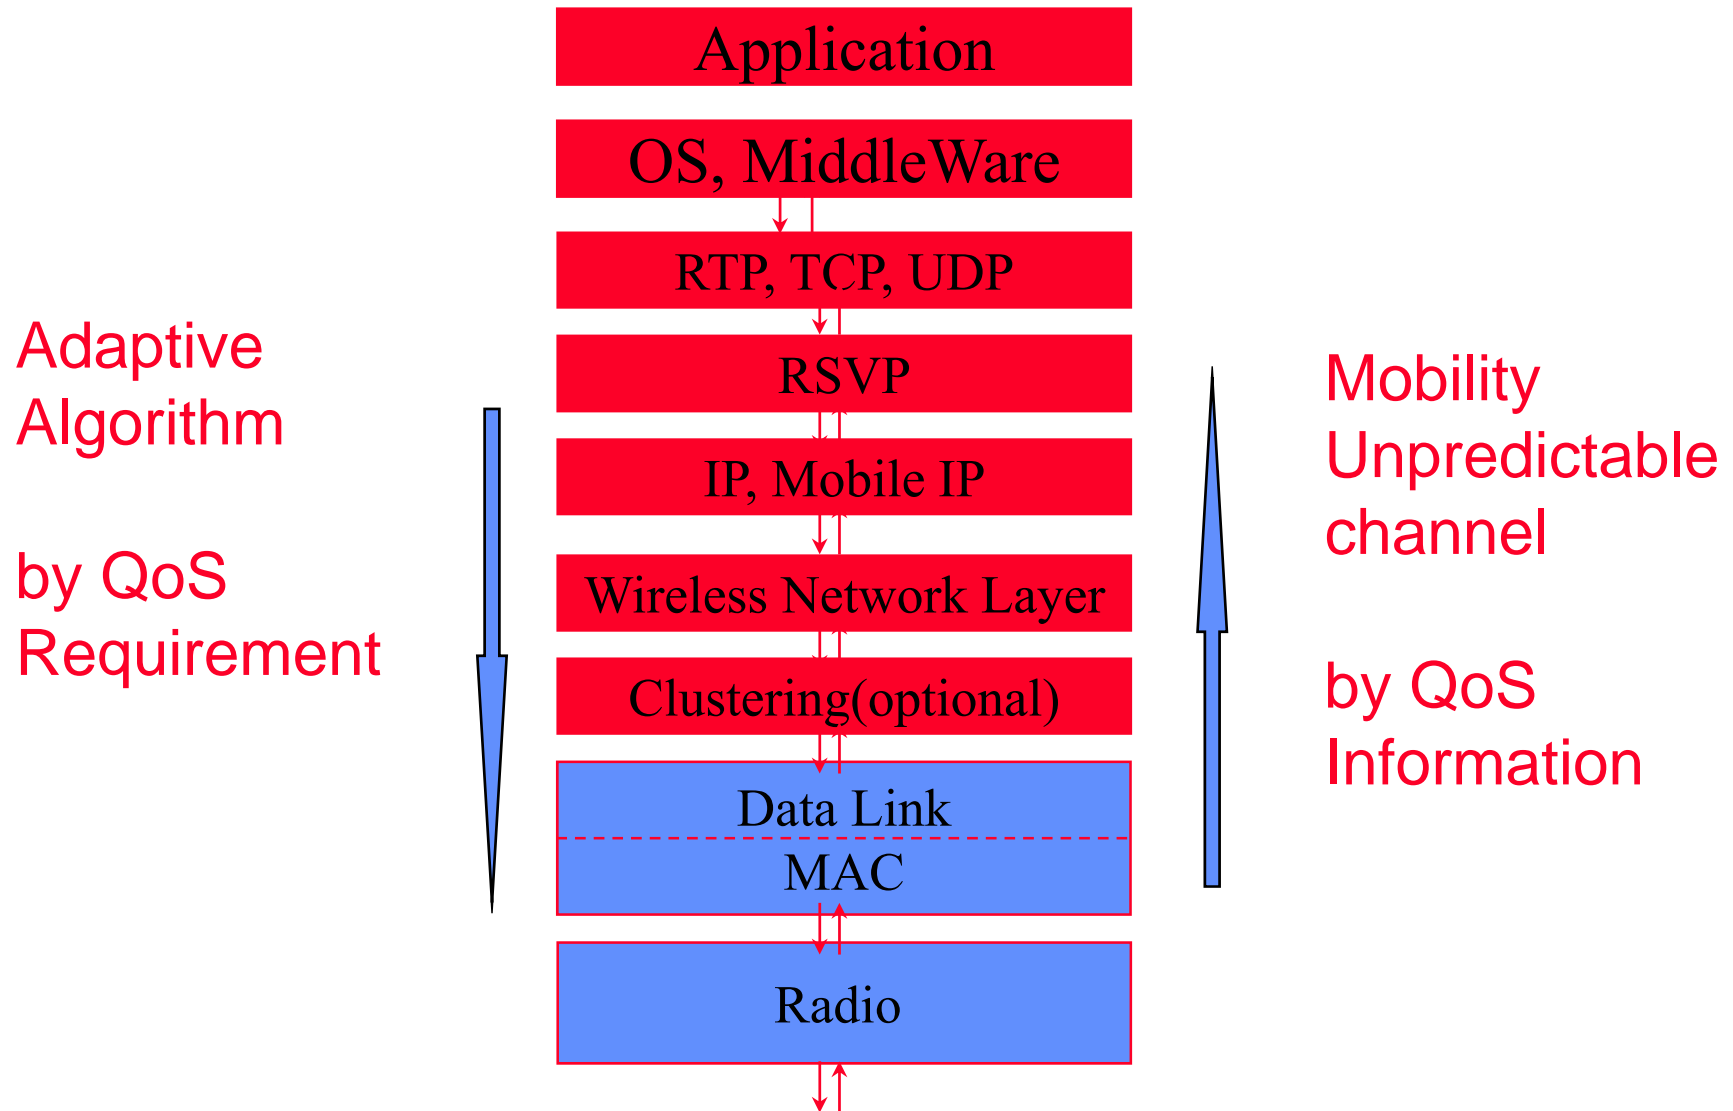 Application
OS, MiddleWare
RTP, TCP, UDP
RSVP
IP, Mobile IP
Wireless Network Layer
Clustering(optional)
Data Link
MAC
Radio
Adaptive
Algorithm
by QoS
Requirement
Mobility
Unpredictable
channel
by QoS
Information